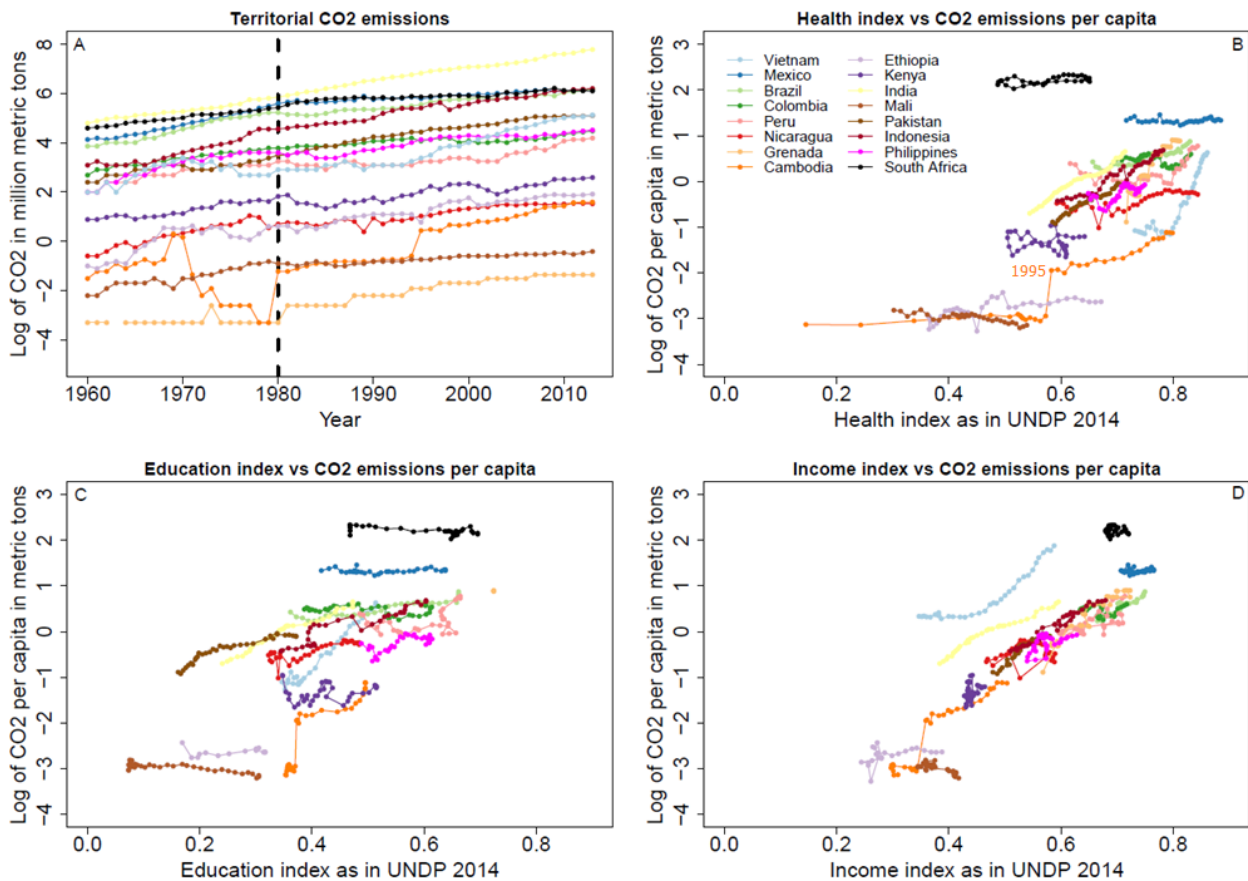 Territorial CO2 emissions
A
Log of CO2 in million metric tons
8
6
4
2
0
−2
−4
1960 1970 1980 1990 2000 2010
Year
Health index vs CO2 emissions per capita
B
Log of CO2 per capita in metric tons
3
2
1
0
−1
−2
−3
−4
Vietnam
Mexico
Brazil
Colombia
Peru
Nicaragua
Grenada
Cambodia
Ethiopia
Kenya
India
Mali
Pakistan
Indonesia
Philippines
South Africa
1995
0.0 0.2 0.4 0.6 0.8
Health index as in UNDP 2014
Education index vs CO2 emissions per capita
C
Log of CO2 per capita in metric tons
3
2
1
0
−1
−2
−3
−4
0.0 0.2 0.4 0.6 0.8
Education index as in UNDP 2014
Income index vs CO2 emissions per capita
D
Log of CO2 per capita in metric tons
3
2
1
0
−1
−2
−3
−4
0.0 0.2 0.4 0.6 0.8
Income index as in UNDP 2014